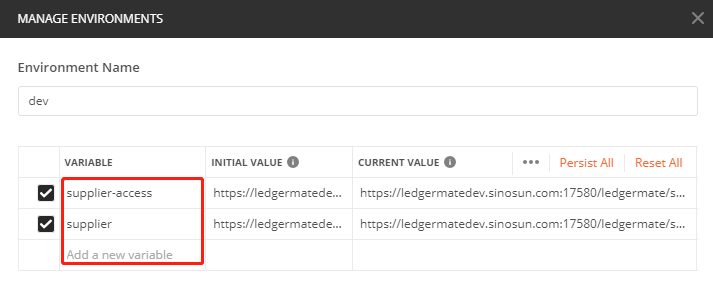 MANAGE ENVIRONMENTS
Environment Name
dev
VARIABLE INITIAL VALUE CURRENT VALUE ••• Persist All Reset All
supplier-access https://ledgermatede... https://ledgermatedev.sinosun.com:17580/ledgermate/s...
supplier https://ledgermatede... https://ledgermatedev.sinosun.com:17580/ledgermate/s...
Add a new variable